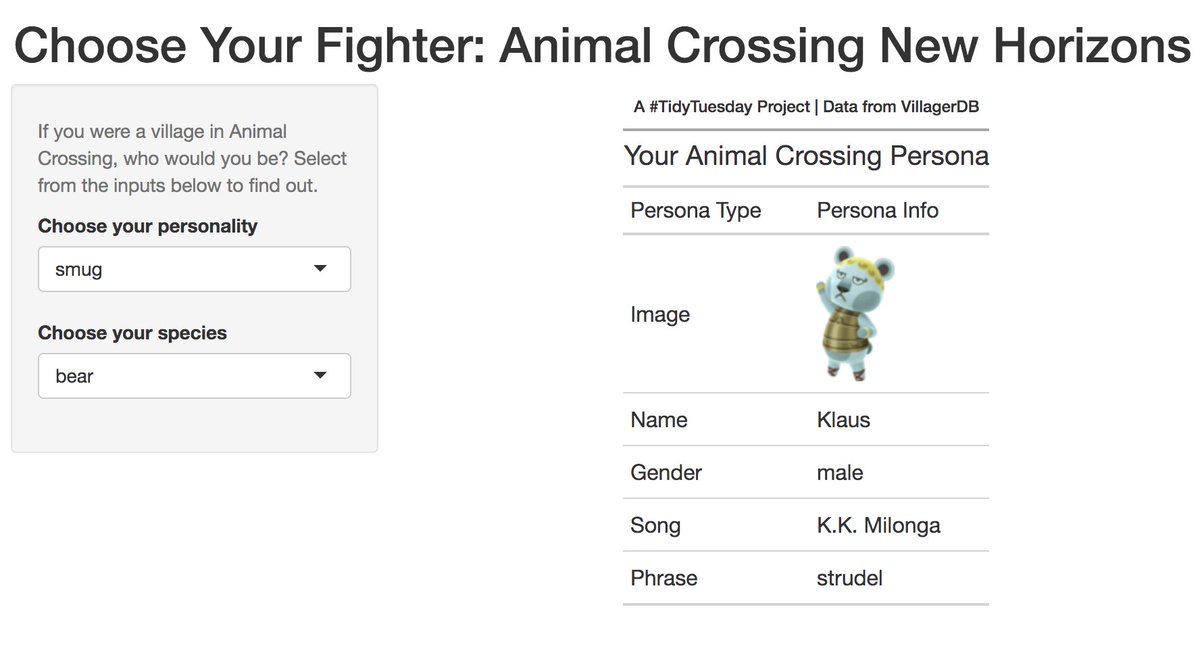 Choose Your Fighter: Animal Crossing New Horizons
If you were a village in Animal
Crossing, who would you be? Select
from the inputs below to find out.
Choose your personality
smug
Choose your species
bear
A #TidyTuesday Project | Data from VillagerDB
Your Animal Crossing Persona
Persona Type Persona Info
Image
Name Klaus
Gender male
Song K.K. Milonga
Phrase strudel